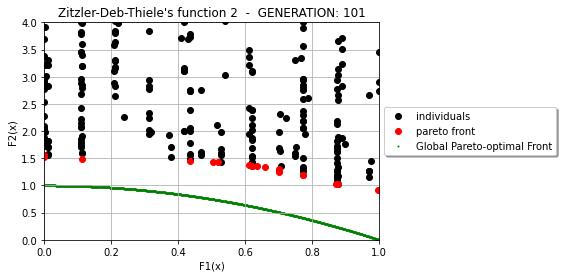 Zitzler-Deb-Thiele's function 2 - GENERATION: 101
4.0
3.5
3.0
2.5
2.0
1.5
1.0
0.5
0.0
F2(x)
0.0 0.2 0.4 0.6 0.8 1.0
F1(x)
individuals
pareto front
Global Pareto-optimal Front